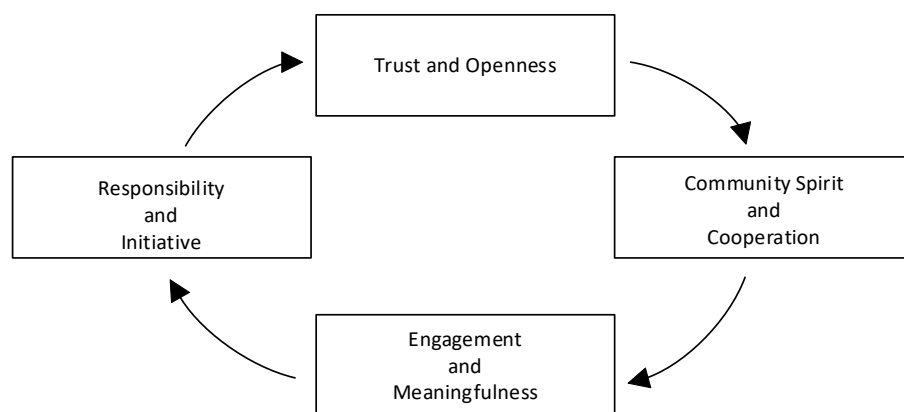 Trust and Openness
Responsibility
and
Initiative
Community Spirit
and
Cooperation
Engagement
and
Meaningfulness